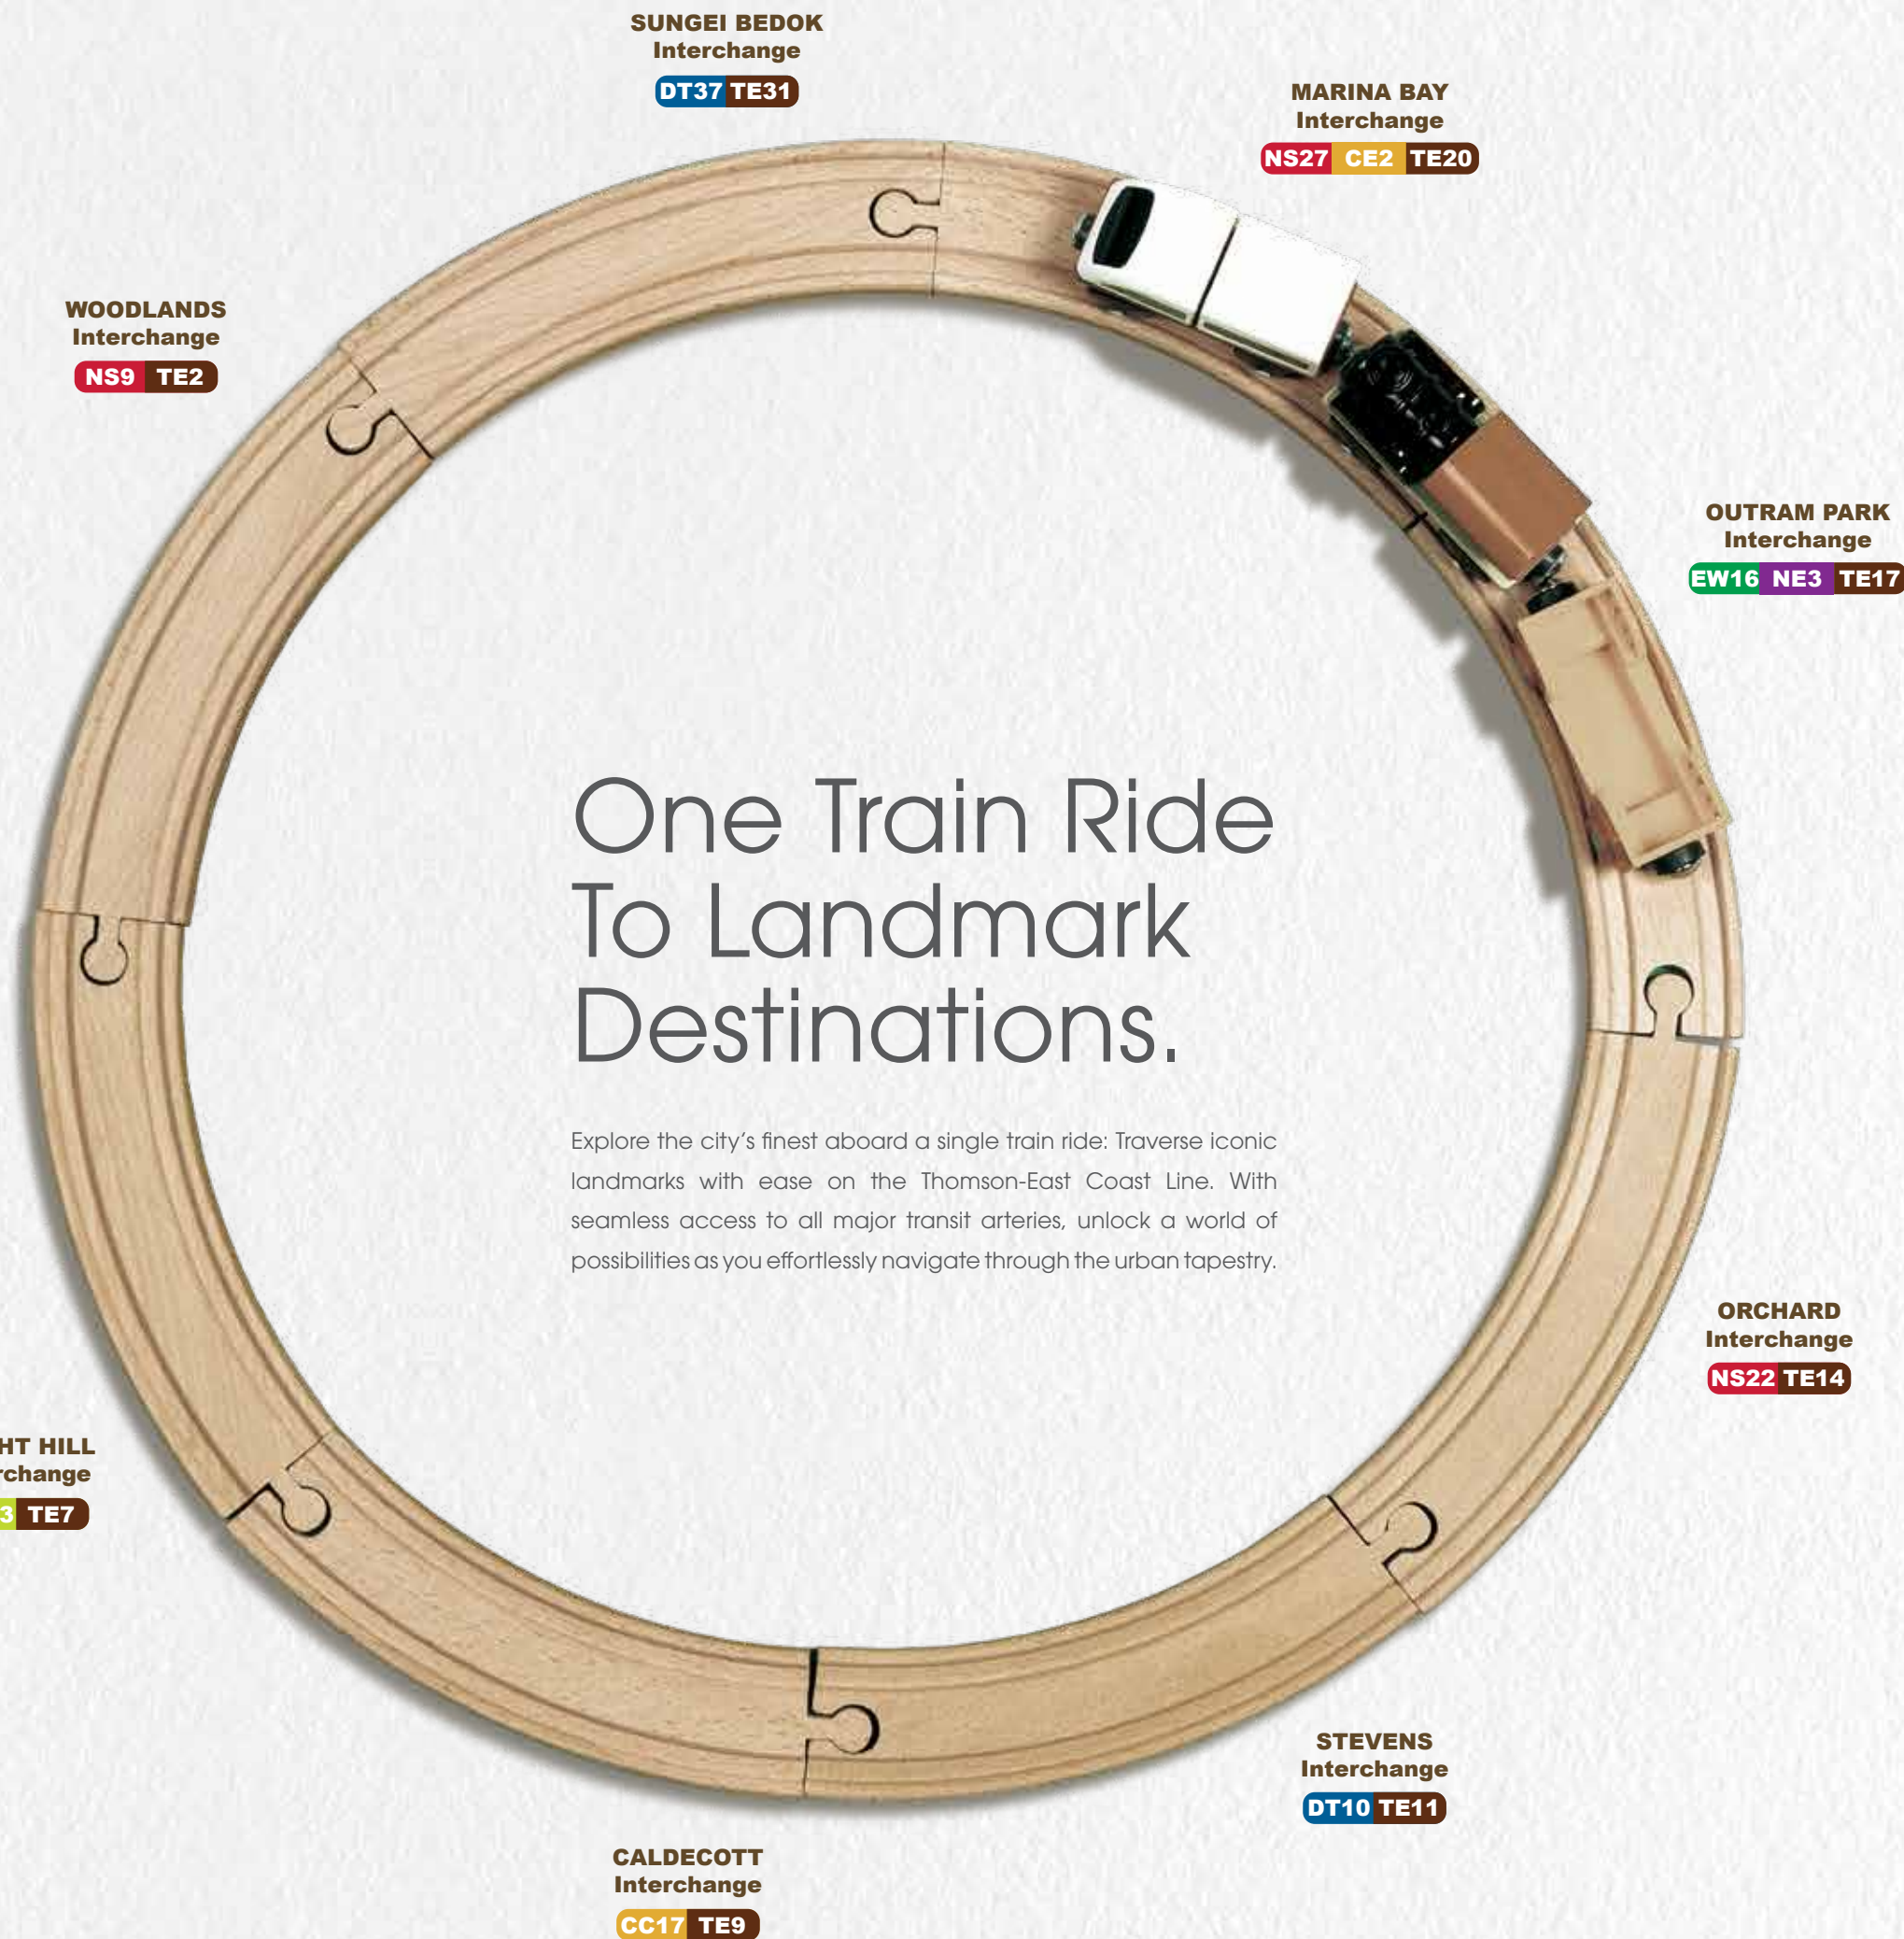 SUNGEI BEDOK
Interchange
DT37 TE31
MARINA BAY
Interchange
NS27 CE2 TE20
WOODLANDS
Interchange
NS9 TE2
OUTRAM PARK
Interchange
EW16 NE3 TE17
One Train Ride
To Landmark
Destinations.
Explore the city's finest aboard a single train ride: Traverse iconic
landmarks with ease on the Thomson-East Coast Line. With
seamless access to all major transit arteries, unlock a world of
possibilities as you effortlessly navigate through the urban tapestry.
ORCHARD
Interchange
NS22 TE14
HILL
TE7
STEVENS
Interchange
DT10 TE11
CALDECOTT
Interchange
CC17 TE9